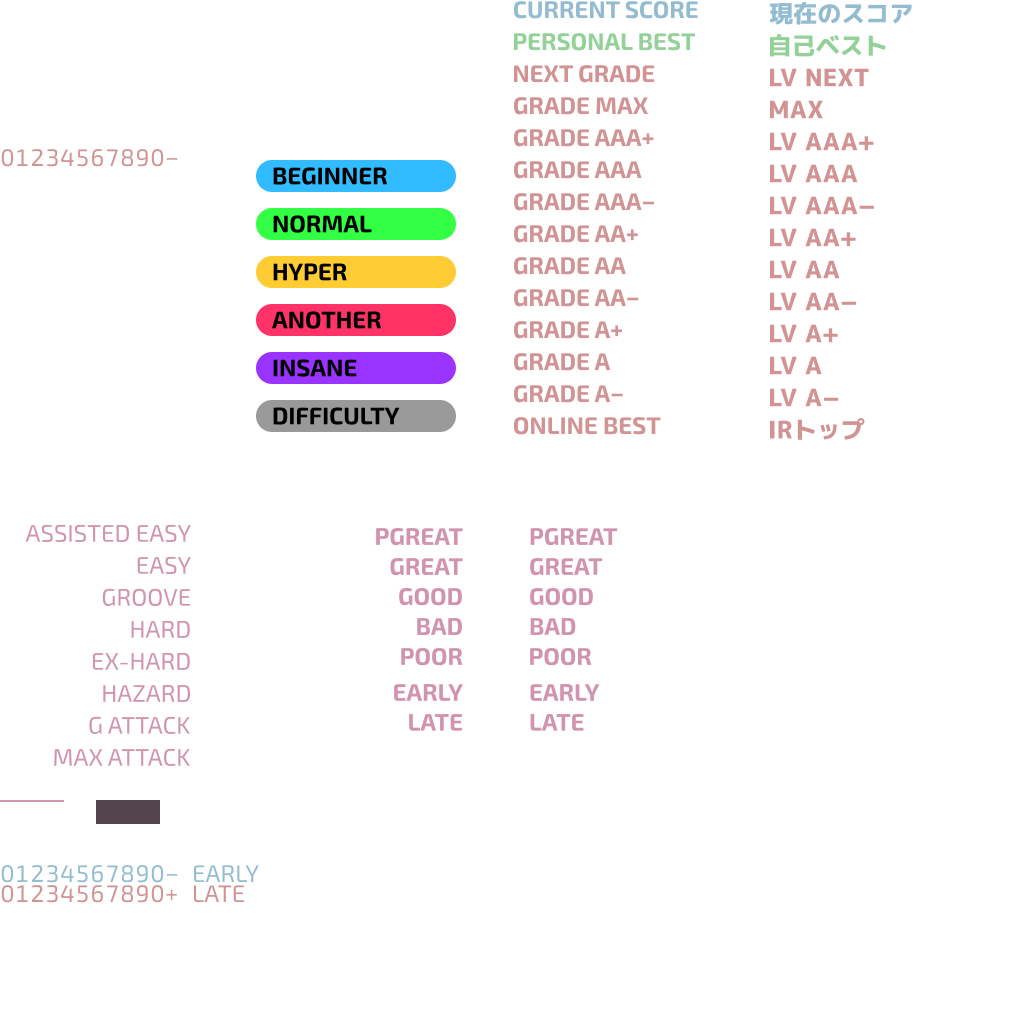 CURRENT SCORE
PERSONAL BEST
NEXT GRADE
GRADE MAX
GRADE AAA+
GRADE AAA
GRADE AAA−
GRADE AA+
GRADE AA
GRADE AA−
GRADE A+
GRADE A
GRADE A−
ONLINE BEST
現在のスコア
自己ベスト
LV NEXT
MAX
LV AAA+
LV AAA
LV AAA−
LV AA+
LV AA
LV AA−
LV A+
LV A
LV A−
IRトップ
01234567890−
BEGINNER
NORMAL
HYPER
ANOTHER
INSANE
DIFFICULTY
ASSISTED EASY
EASY
GROOVE
HARD
EX-HARD
HAZARD
G ATTACK
MAX ATTACK
PGREAT
GREAT
GOOD
BAD
POOR
EARLY
LATE
PGREAT
GREAT
GOOD
BAD
POOR
EARLY
LATE
01234567890− EARLY
01234567890+ LATE